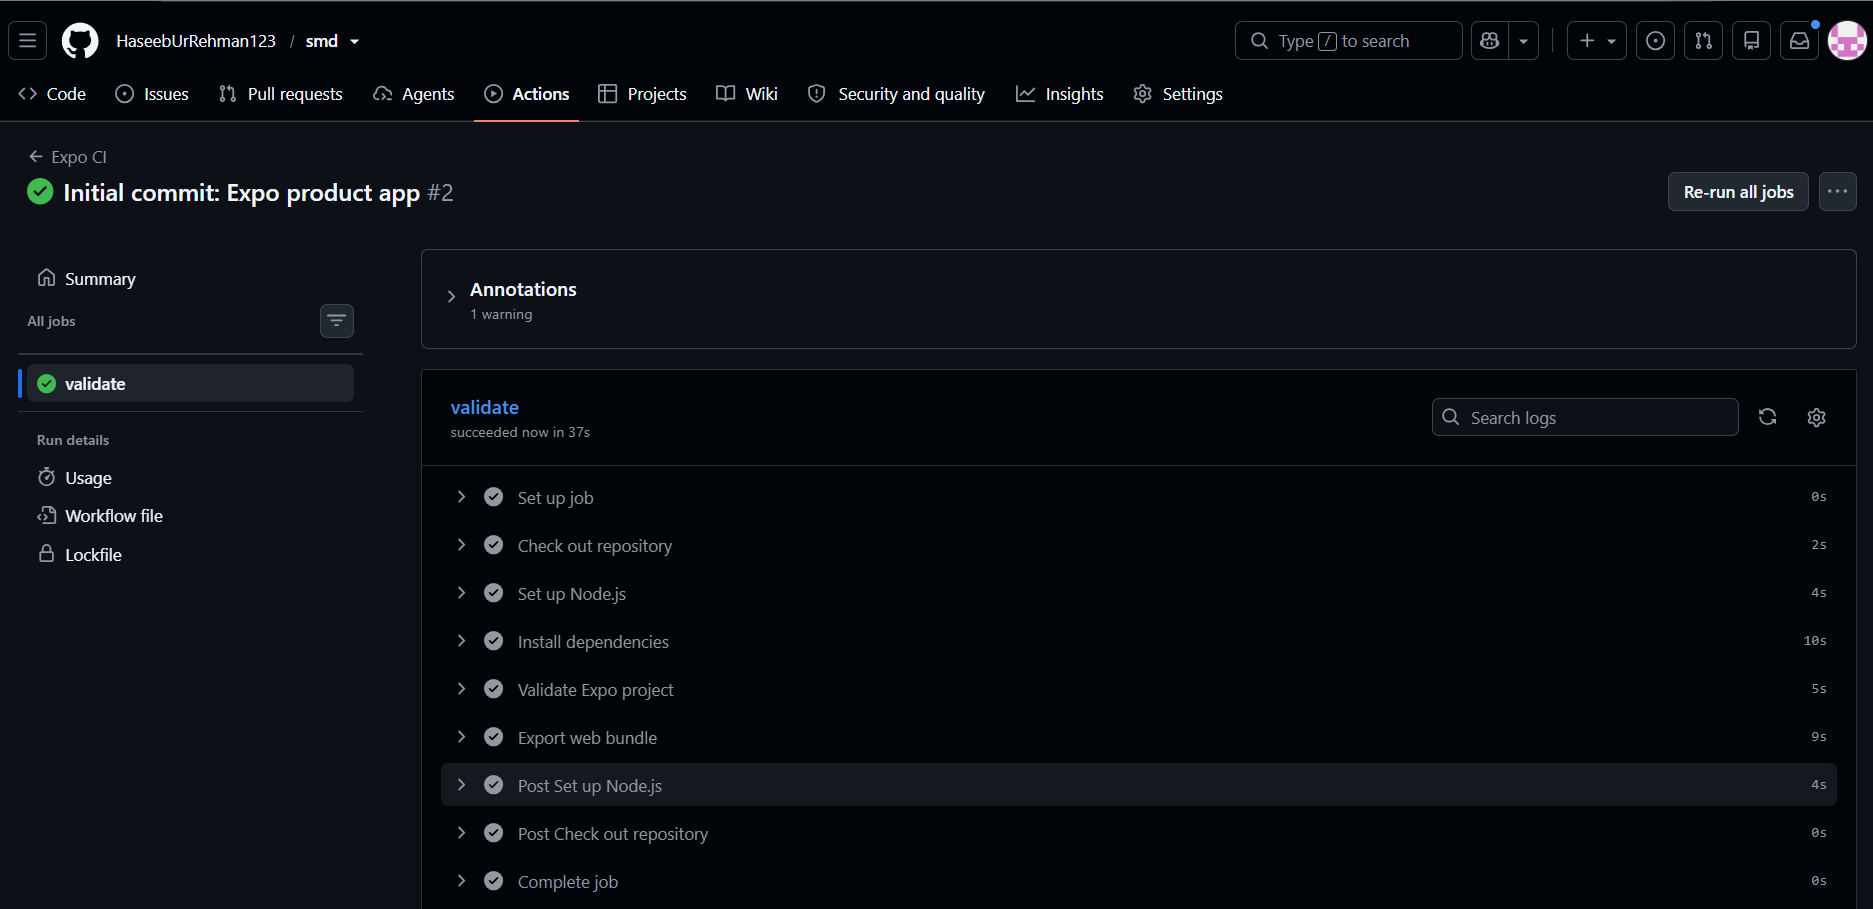 HaseebUrRehman123 / smd
Type / to search
Code
Issues
Pull requests
Agents
Actions
Projects
Wiki
Security and quality
Insights
Settings
Expo CI
Initial commit: Expo product app #2
Re-run all jobs
Summary
All jobs
validate
Run details
Usage
Workflow file
Lockfile
Annotations
1 warning
validate
succeeded now in 37s
Search logs
Set up job 0s
Check out repository 2s
Set up Node.js 4s
Install dependencies 10s
Validate Expo project 5s
Export web bundle 9s
Post Set up Node.js 4s
Post Check out repository 0s
Complete job 0s